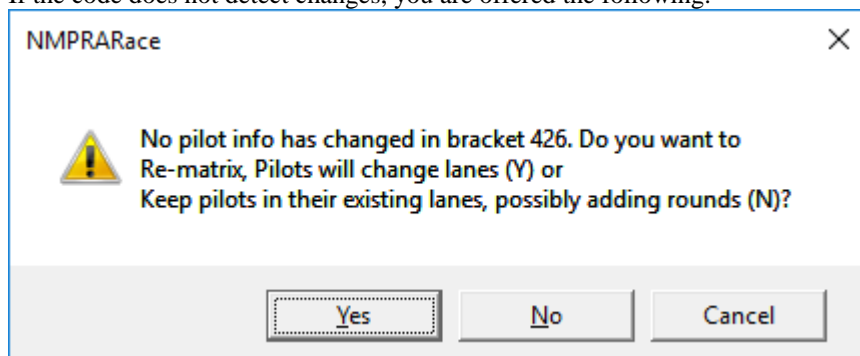 If the code does not detect changes, you are offered the following:
NMPRARace
No pilot info has changed in bracket 426. Do you want to
Re-matrix, Pilots will change lanes (Y) or
Keep pilots in their existing lanes, possibly adding rounds (N)?
Yes No Cancel